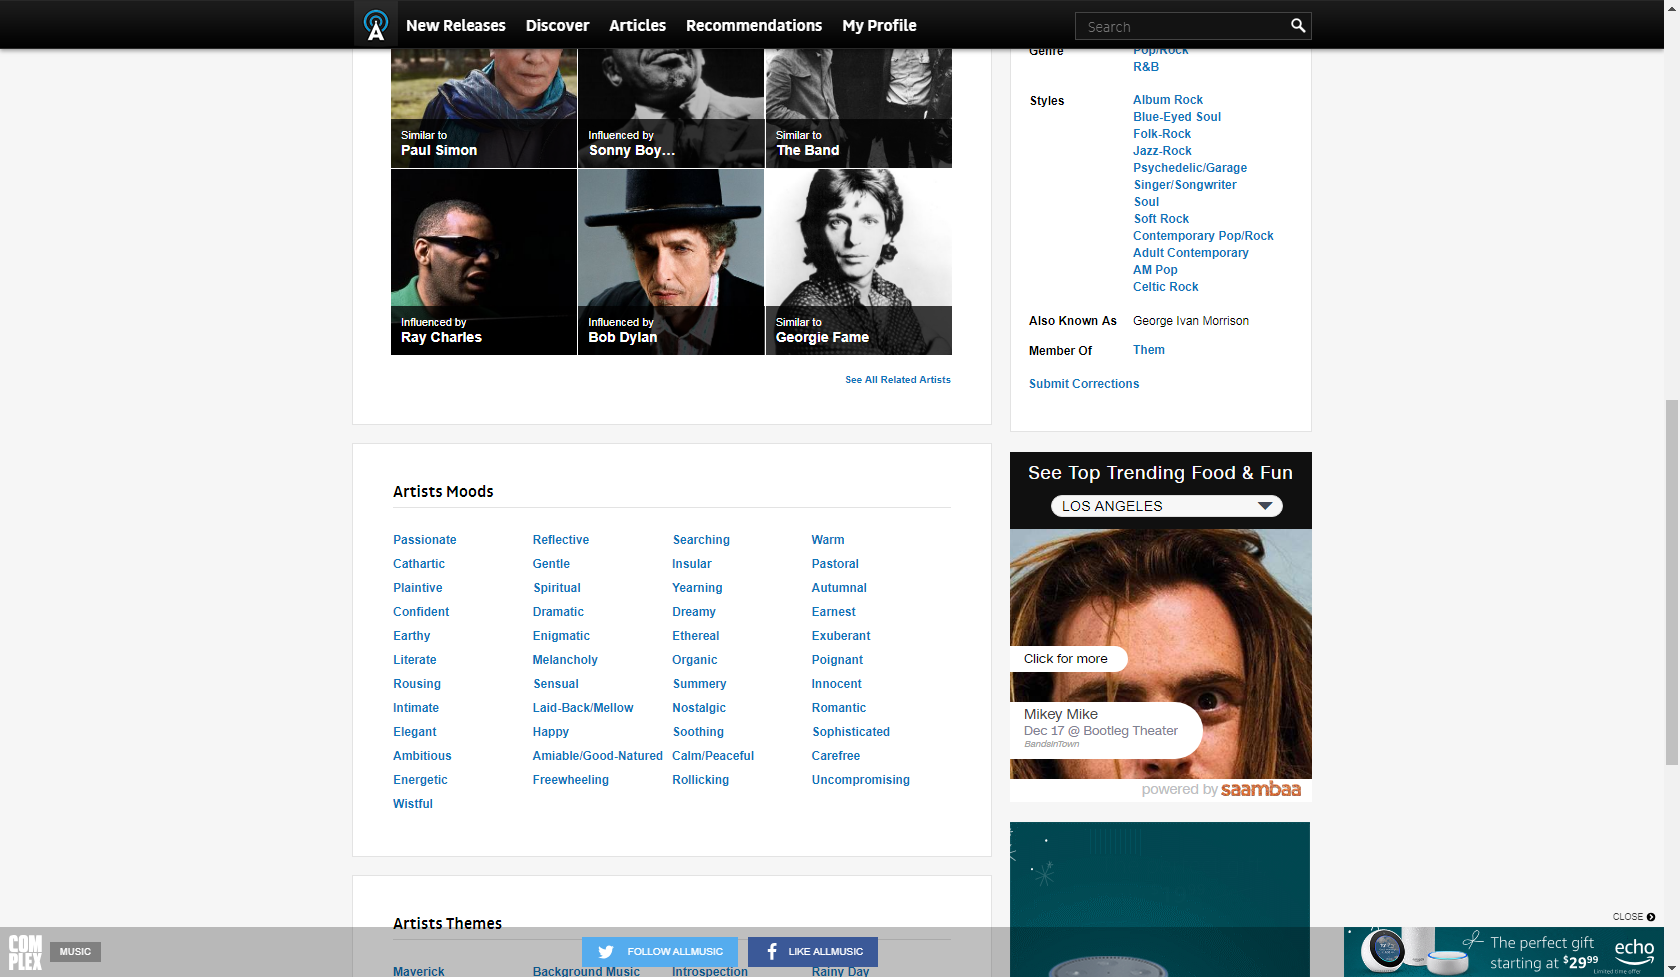 New Releases Discover Articles Recommendations My Profile Search
Similar to
Paul Simon
Influenced by
Sonny Boy...
Similar to
The Band
Influenced by
Ray Charles
Influenced by
Bob Dylan
Similar to
Georgie Fame
See All Related Artists
Genre Pop/Rock
R&B
Styles Album Rock
Blue-Eyed Soul
Folk-Rock
Jazz-Rock
Psychedelic/Garage
Singer/Songwriter
Soul
Soft Rock
Contemporary Pop/Rock
Adult Contemporary
AM Pop
Celtic Rock
Also Known As George Ivan Morrison
Member Of Them
Submit Corrections
Artists Moods
Passionate Reflective Searching Warm
Cathartic Gentle Insular Pastoral
Plaintive Spiritual Yearning Autumnal
Confident Dramatic Dreamy Earnest
Earthy Enigmatic Ethereal Exuberant
Literate Melancholy Organic Poignant
Rousing Sensual Summery Innocent
Intimate Laid-Back/Mellow Nostalgic Romantic
Elegant Happy Soothing Sophisticated
Ambitious Amiable/Good-Natured Calm/Peaceful Carefree
Energetic Freewheeling Rollicking Uncompromising
Wistful
See Top Trending Food & Fun
LOS ANGELES
Click for more
Mikey Mike
Dec 17 @ Bootleg Theater
BandsInTown
powered by saambaa
Artists Themes
Maverick Background Music Introspection Rainy Day
COM
PLEX
MUSIC
FOLLOW ALLMUSIC
LIKE ALLMUSIC
CLOSE
The perfect gift
starting at $29.99
echo
Limited time offer